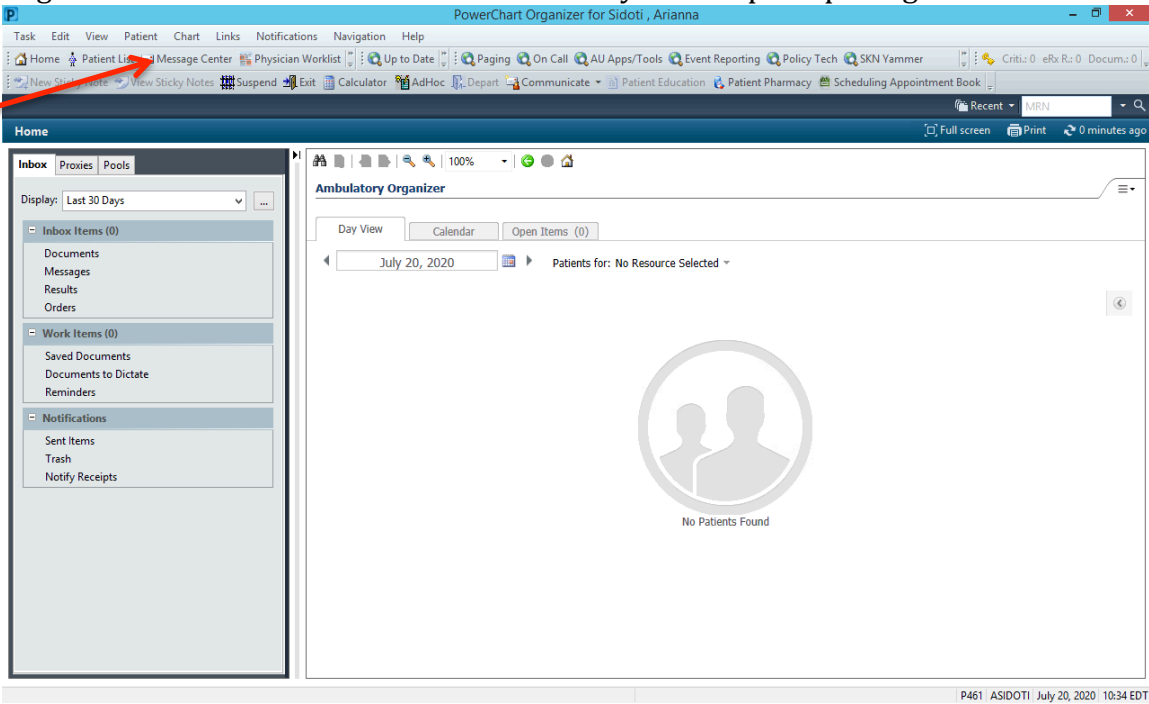 PowerChart Organizer for Sidoti , Arianna
Task Edit View Patient Chart Links Notifications Navigation Help
Home Patient List Message Center Physician Worklist Up to Date Paging On Call AU Apps/Tools Event Reporting Policy Tech SKN Yammer Criti.: 0 eRx R.: 0 Docum.: 0
New Sticky Note View Sticky Notes Suspend Exit Calculator AdHoc Depart Communicate Patient Education Patient Pharmacy Scheduling Appointment Book
Recent MRN
Home Full screen Print 0 minutes ago
Inbox Proxies Pools
100%
Ambulatory Organizer
Display: Last 30 Days ...
Day View Calendar Open Items (0)
Inbox Items (0)
Documents
Messages
Results
Orders
July 20, 2020 Patients for: No Resource Selected
Work Items (0)
Saved Documents
Documents to Dictate
Reminders
Notifications
Sent Items
Trash
Notify Receipts
No Patients Found
P461 ASIDOTI July 20, 2020 10:34 EDT